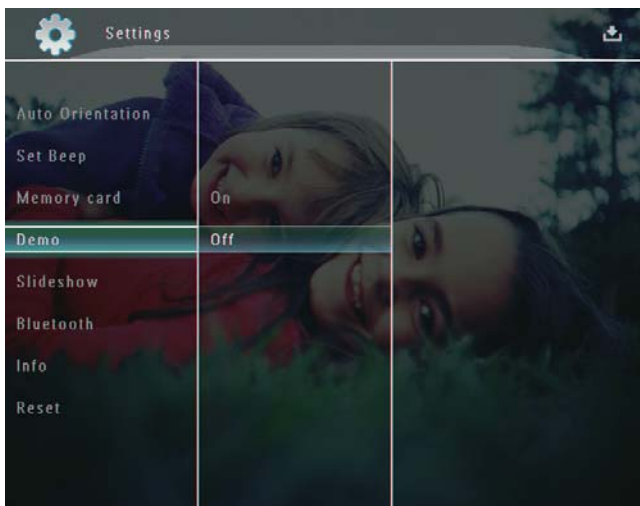 Settings
Auto Orientation
Set Beep
Memory card
On
Demo
Off
Slideshow
Bluetooth
Info
Reset